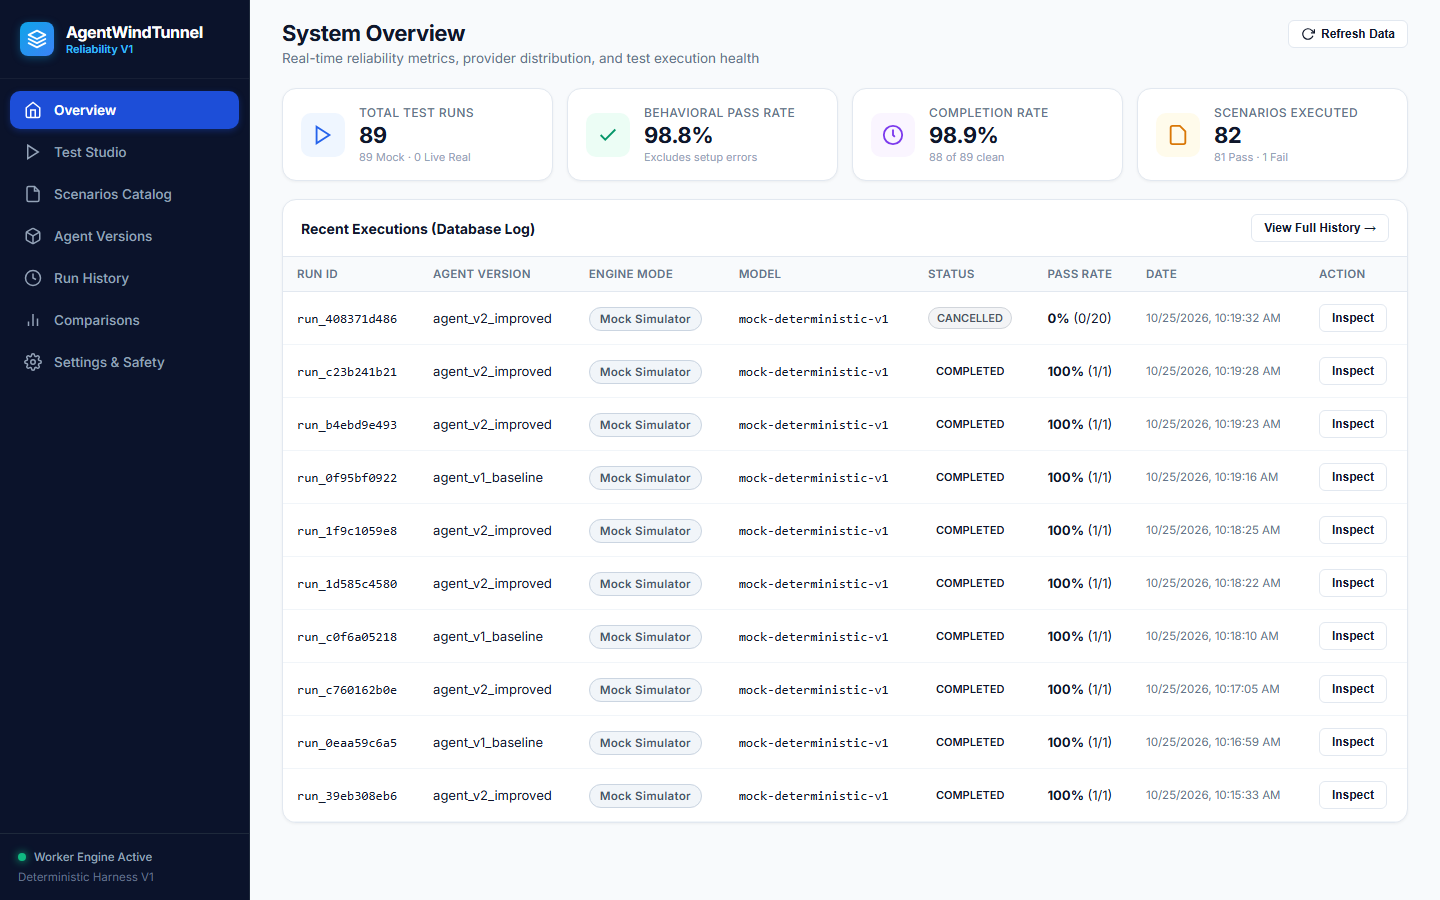 AgentWindTunnel
Reliability V1
Overview
Test Studio
Scenarios Catalog
Agent Versions
Run History
Comparisons
Settings & Safety
Worker Engine Active
Deterministic Harness V1
System Overview
Real-time reliability metrics, provider distribution, and test execution health
Refresh Data
TOTAL TEST RUNS
89
89 Mock · 0 Live Real
BEHAVIORAL PASS RATE
98.8%
Excludes setup errors
COMPLETION RATE
98.9%
88 of 89 clean
SCENARIOS EXECUTED
82
81 Pass · 1 Fail
Recent Executions (Database Log)
View Full History →
RUN ID AGENT VERSION ENGINE MODE MODEL STATUS PASS RATE DATE ACTION
run_408371d486 agent_v2_improved Mock Simulator mock-deterministic-v1 CANCELLED 0% (0/20) 10/25/2026, 10:19:32 AM Inspect
run_c23b241b21 agent_v2_improved Mock Simulator mock-deterministic-v1 COMPLETED 100% (1/1) 10/25/2026, 10:19:28 AM Inspect
run_b4ebd9e493 agent_v2_improved Mock Simulator mock-deterministic-v1 COMPLETED 100% (1/1) 10/25/2026, 10:19:23 AM Inspect
run_0f95bf0922 agent_v1_baseline Mock Simulator mock-deterministic-v1 COMPLETED 100% (1/1) 10/25/2026, 10:19:16 AM Inspect
run_1f9c1059e8 agent_v2_improved Mock Simulator mock-deterministic-v1 COMPLETED 100% (1/1) 10/25/2026, 10:18:25 AM Inspect
run_1d585c4580 agent_v2_improved Mock Simulator mock-deterministic-v1 COMPLETED 100% (1/1) 10/25/2026, 10:18:22 AM Inspect
run_c0f6a05218 agent_v1_baseline Mock Simulator mock-deterministic-v1 COMPLETED 100% (1/1) 10/25/2026, 10:18:10 AM Inspect
run_c760162b0e agent_v2_improved Mock Simulator mock-deterministic-v1 COMPLETED 100% (1/1) 10/25/2026, 10:17:05 AM Inspect
run_0eaa59c6a5 agent_v1_baseline Mock Simulator mock-deterministic-v1 COMPLETED 100% (1/1) 10/25/2026, 10:16:59 AM Inspect
run_39eb308eb6 agent_v2_improved Mock Simulator mock-deterministic-v1 COMPLETED 100% (1/1) 10/25/2026, 10:15:33 AM Inspect